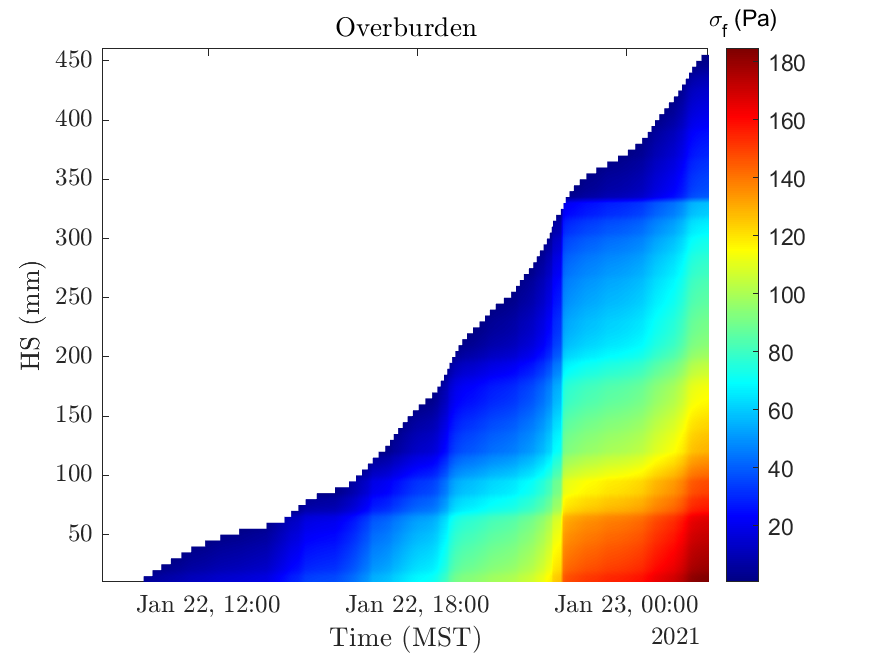 Overburden
σf (Pa)
HS (mm)
450
400
350
300
250
200
150
100
50
180
160
140
120
100
80
60
40
20
Jan 22, 12:00
Jan 22, 18:00
Jan 23, 00:00
Time (MST)
2021